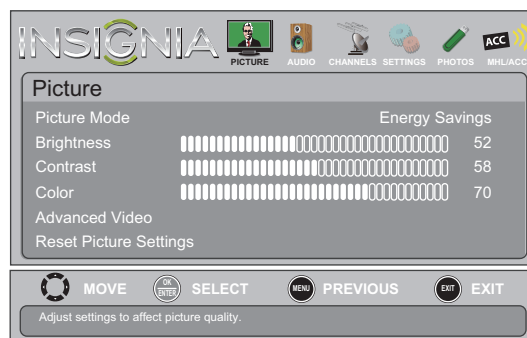 INSIGNIA
PICTURE AUDIO CHANNELS SETTINGS PHOTOS ACC MHL/ACC
Picture
Picture Mode Energy Savings
Brightness 52
Contrast 58
Color 70
Advanced Video
Reset Picture Settings
MOVE OK ENTER SELECT MENU PREVIOUS EXIT EXIT
Adjust settings to affect picture quality.